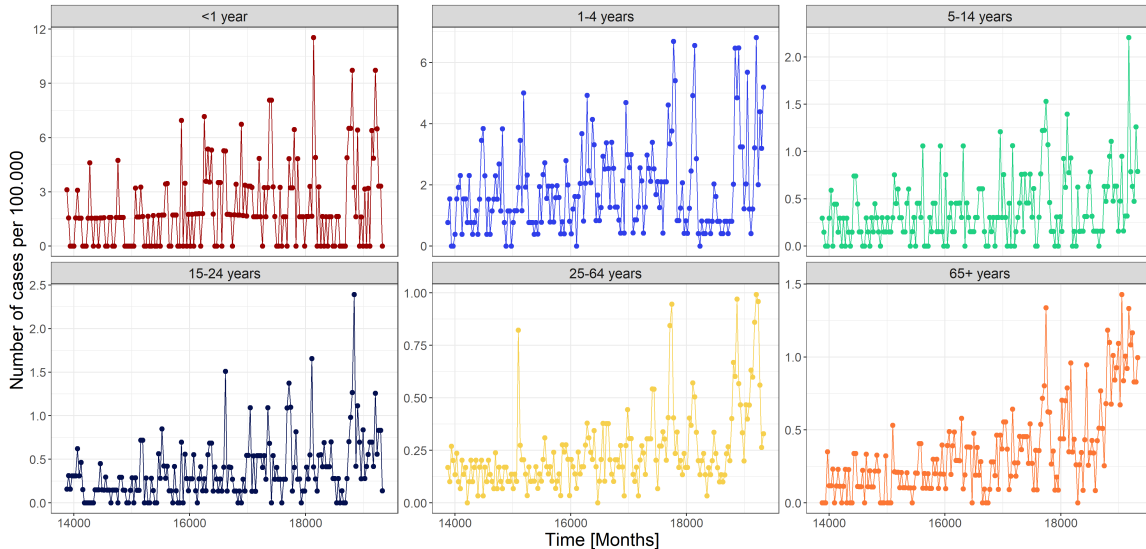 <1 year
1-4 years
5-14 years
12
9
6
3
0
6
4
2
0
2.0
1.5
1.0
0.5
0.0
Number of cases per 100.000
15-24 years
25-64 years
65+ years
2.5
2.0
1.5
1.0
0.5
0.0
1.00
0.75
0.50
0.25
0.00
1.5
1.0
0.5
0.0
14000 16000 18000
14000 16000 18000
14000 16000 18000
Time [Months]